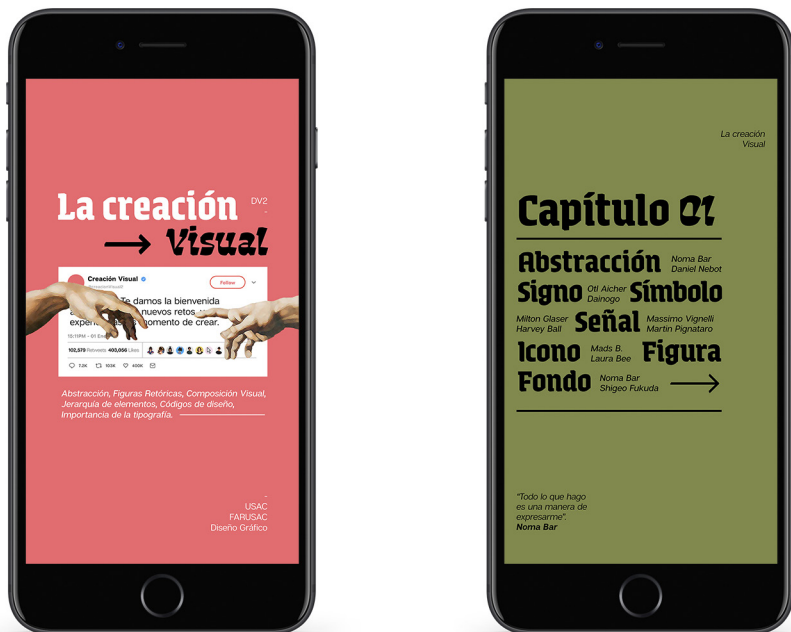 La creación
DV2
-
→ Visual
Creación Visual
Follow
Te damos la bienvenida
nuevos retos,
momento de crear.
15:11PM - 01
102,579 Retweets 403,056 Likes
7.2K 103K 400K
Abstracción, Figuras Retóricas, Composición Visual,
Jerarquía de elementos, Códigos de diseño,
Importancia de la tipografía.
-
USAC
FARUSAC
Diseño Gráfico
La creación
Visual
Capítulo 01
Abstracción Noma Bar
Daniel Nebot
Signo Otl Aicher
Dainogo
Símbolo
Milton Glaser
Harvey Ball
Señal Massimo Vignelli
Martin Pignataro
Icono Mads B.
Laura Bee
Figura
Fondo Noma Bar
Shigeo Fukuda →
"Todo lo que hago
es una manera de
expresarme".
Noma Bar